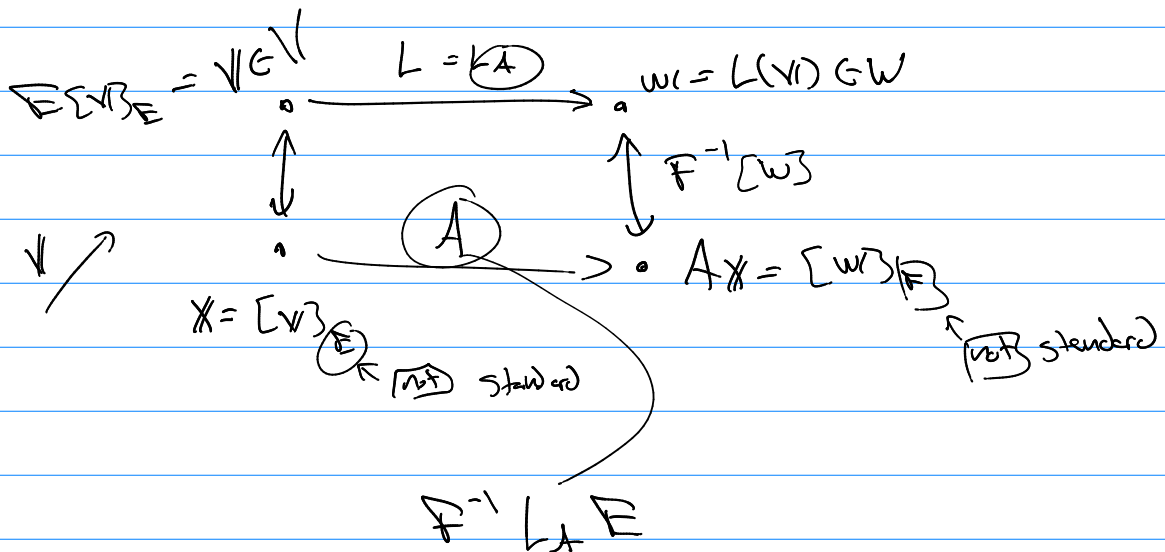 E[v]_E = v ∈ V
L = L_A
w = L(v) ∈ W
F^{-1}[w]
v
A
x = [v]_E
not standard
Ax = [w]_F
not standard
F^{-1} L_A E